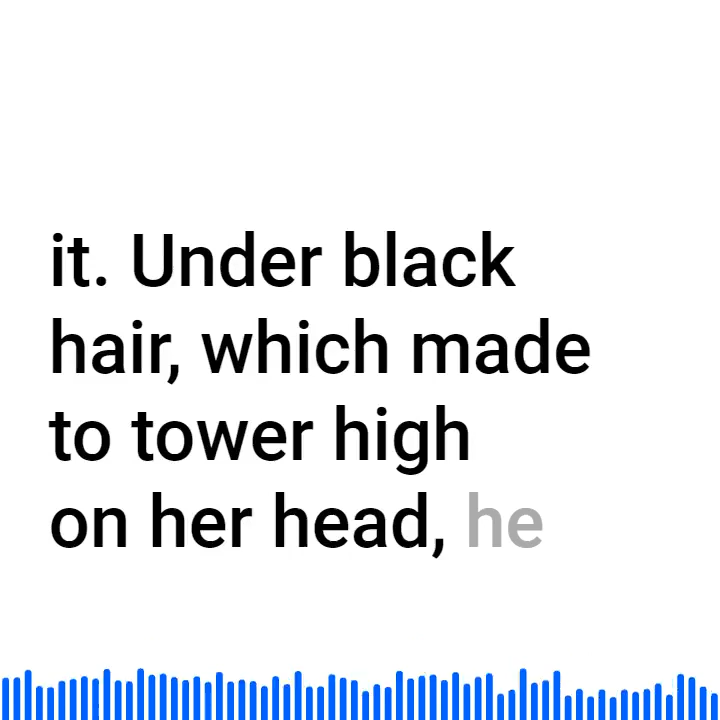 it. Under black
hair, which made
to tower high
on her head, he